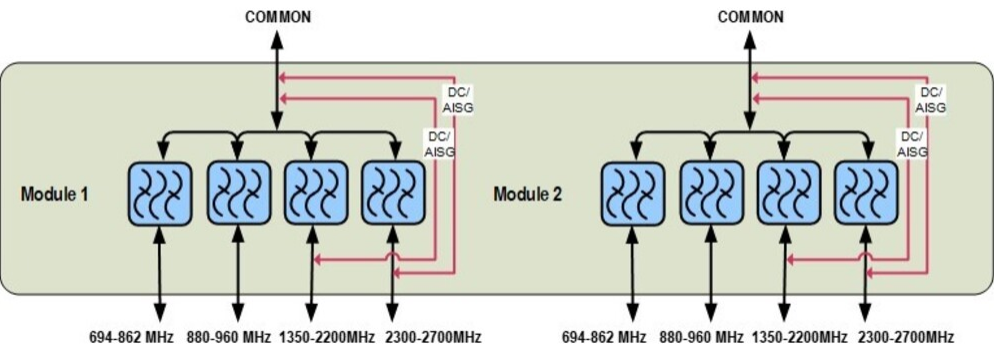 COMMON COMMON
DC/
AISG
DC/
AISG
DC/
AISG
DC/
AISG
Module 1
Module 2
694-862 MHz 880-960 MHz 1350-2200MHz 2300-2700MHz
694-862 MHz 880-960 MHz 1350-2200MHz 2300-2700MHz